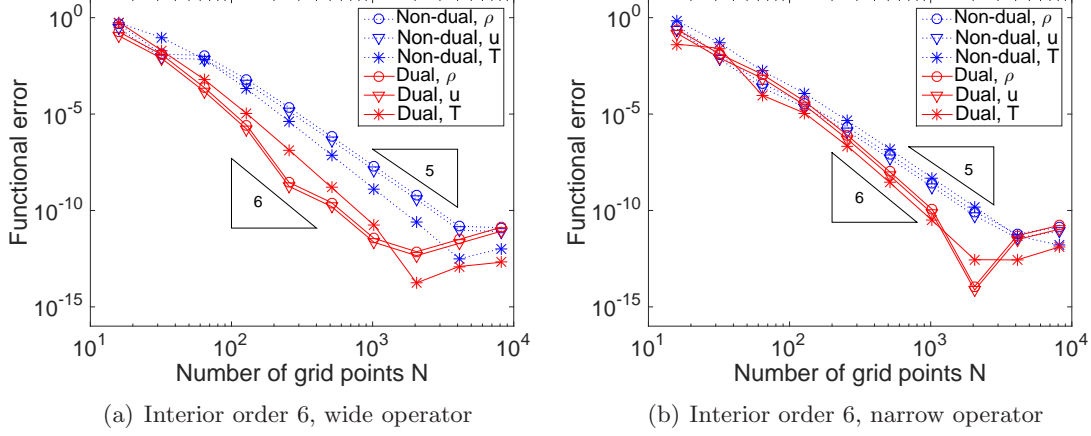 10^0
10^-5
10^-10
10^-15
Functional error
Non-dual, ρ
Non-dual, u
Non-dual, T
Dual, ρ
Dual, u
Dual, T
5
6
10^1
10^2
10^3
10^4
Number of grid points N
(a) Interior order 6, wide operator
10^0
10^-5
10^-10
10^-15
Functional error
Non-dual, ρ
Non-dual, u
Non-dual, T
Dual, ρ
Dual, u
Dual, T
5
6
10^1
10^2
10^3
10^4
Number of grid points N
(b) Interior order 6, narrow operator